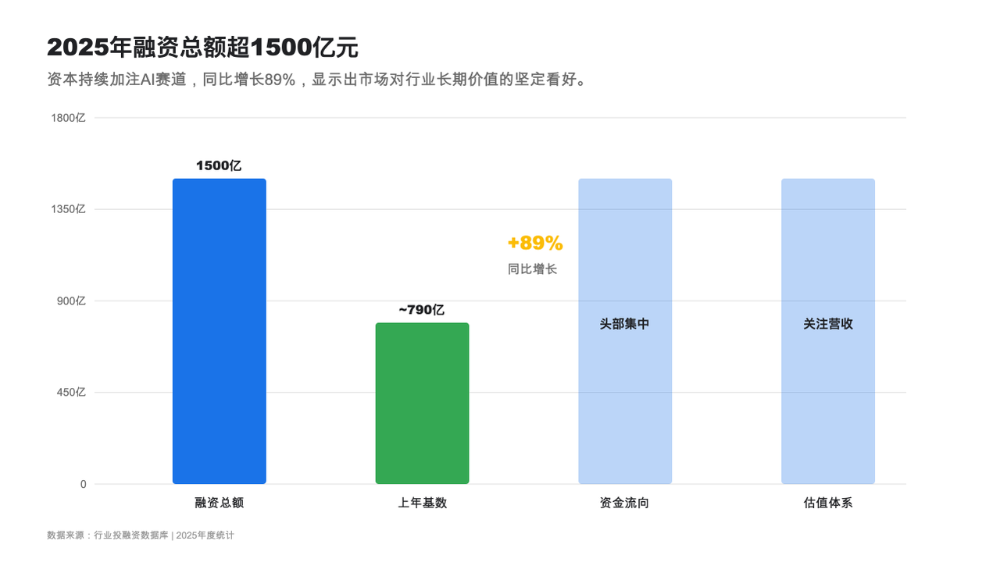 2025年融资总额超1500亿元
资本持续加注AI赛道，同比增长89%，显示出市场对行业长期价值的坚定看好。
1800亿
1500亿
1350亿
+89%
同比增长
900亿
~790亿
头部集中
关注营收
450亿
0
融资总额
上年基数
资金流向
估值体系
数据来源：行业投融资数据库 | 2025年度统计